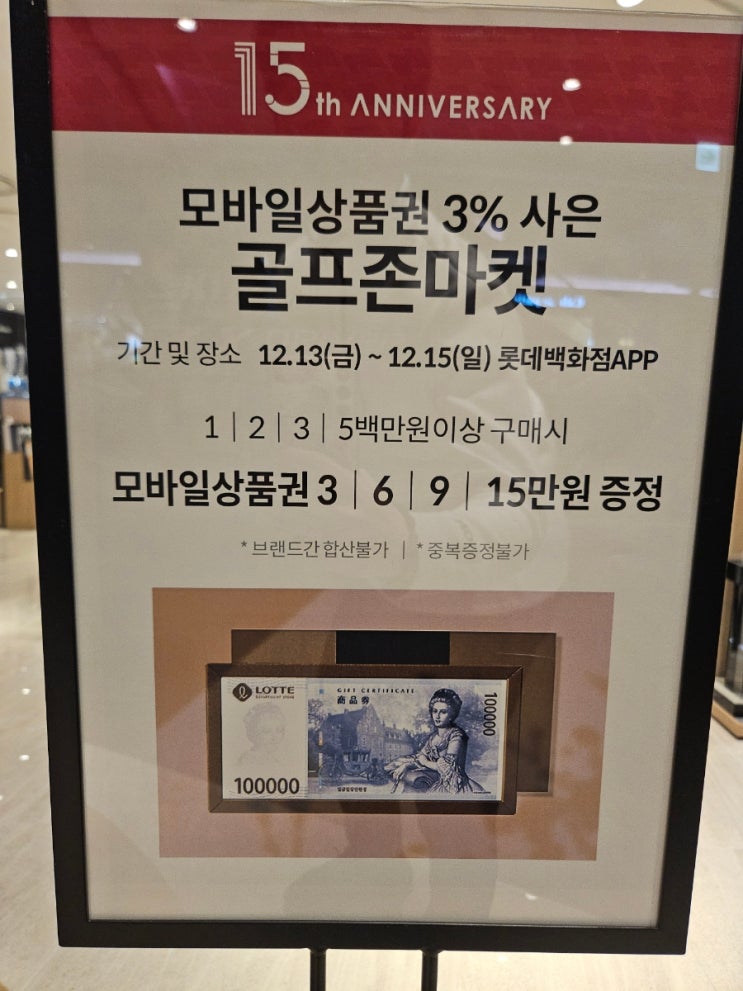 15th ANNIVERSARY
모바일상품권 3% 사은
골프존마켓
기간 및 장소 12.13(금) ~ 12.15(일) 롯데백화점APP
1 | 2 | 3 | 5백만원이상 구매시
모바일상품권 3 | 6 | 9 | 15만원 증정
* 브랜드간 합산불가 | * 중복증정불가
LOTTE
GIFT CERTIFICATE
商品券
100000
100000